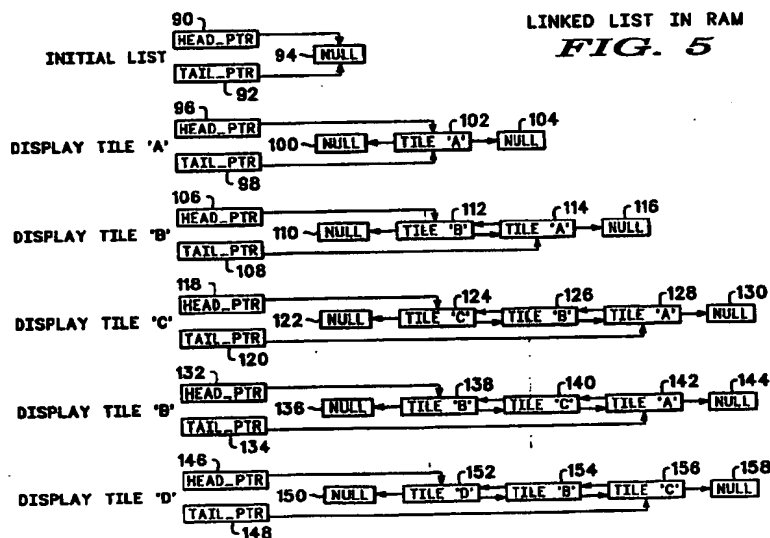 LINKED LIST IN RAM
FIG. 5
90
HEAD_PTR
INITIAL LIST
94
NULL
TAIL_PTR
92
96
HEAD_PTR
102
104
DISPLAY TILE 'A'
100
NULL
TILE 'A'
NULL
TAIL_PTR
98
106
HEAD_PTR
112
114
116
DISPLAY TILE 'B'
110
NULL
TILE 'B'
TILE 'A'
NULL
TAIL_PTR
108
118
HEAD_PTR
124
126
128
130
DISPLAY TILE 'C'
122
NULL
TILE 'C'
TILE 'B'
TILE 'A'
NULL
TAIL_PTR
120
132
HEAD_PTR
138
140
142
144
DISPLAY TILE 'B'
136
NULL
TILE 'B'
TILE 'C'
TILE 'A'
NULL
TAIL_PTR
134
146
HEAD_PTR
152
154
156
158
DISPLAY TILE 'D'
150
NULL
TILE 'D'
TILE 'B'
TILE 'C'
NULL
TAIL_PTR
148